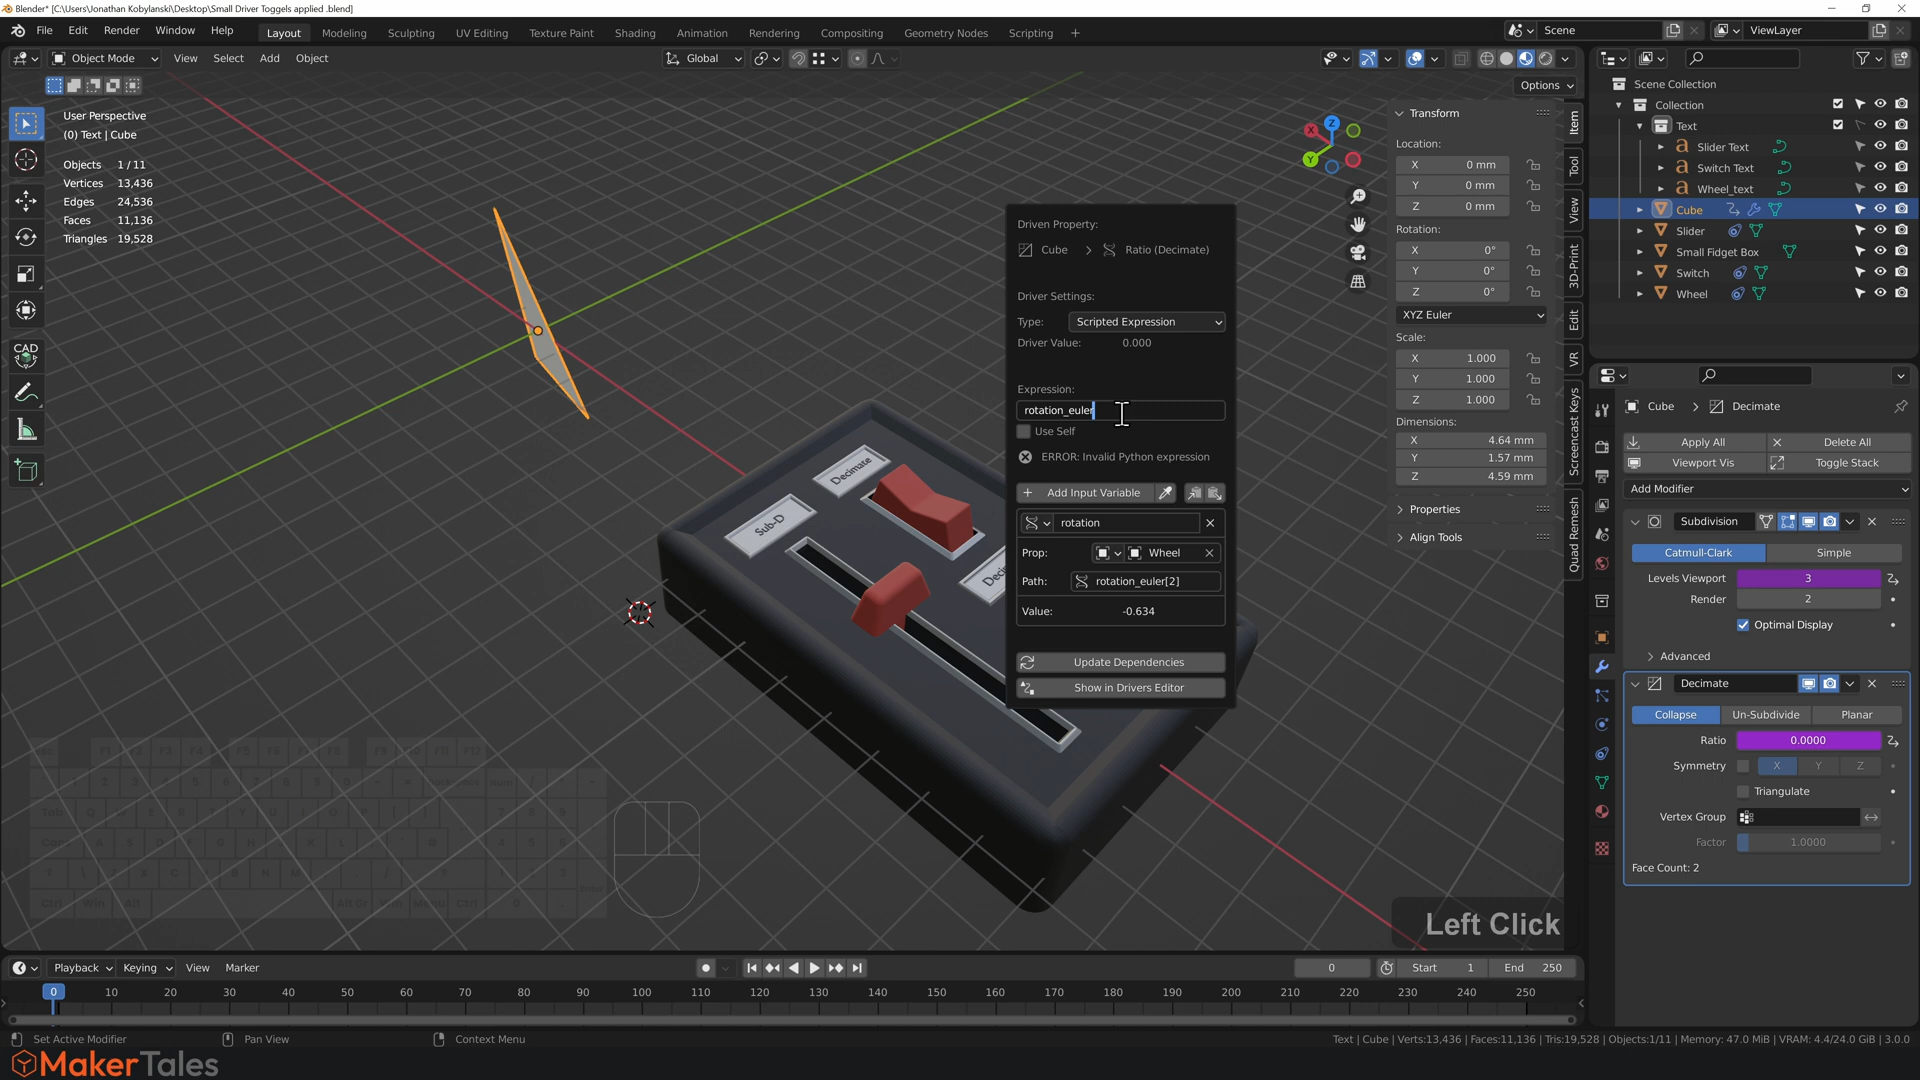 Blender* [C:\Users\Jonathan Kobylanski\Desktop\Small Driver Toggels applied .blend]
File Edit Render Window Help Layout Modeling Sculpting UV Editing Texture Paint Shading Animation Rendering Compositing Geometry Nodes Scripting + Scene ViewLayer
Object Mode View Select Add Object Global
Options
User Perspective
(0) Text | Cube
Objects 1 / 11
Vertices 13,436
Edges 24,536
Faces 11,136
Triangles 19,528
CAD
Decimate
Sub-D
X
Y
Z
Driven Property:
Cube > Ratio (Decimate)
Driver Settings:
Type: Scripted Expression
Driver Value: 0.000
Expression:
rotation_euler
Use Self
ERROR: Invalid Python expression
+ Add Input Variable
rotation
Prop: Wheel
Path: rotation_euler[2]
Value: -0.634
Update Dependencies
Show in Drivers Editor
Transform
Location:
X 0 mm
Y 0 mm
Z 0 mm
Rotation:
X 0°
Y 0°
Z 0°
XYZ Euler
Scale:
X 1.000
Y 1.000
Z 1.000
Dimensions:
X 4.64 mm
Y 1.57 mm
Z 4.59 mm
Properties
Align Tools
Item
Tool
View
3D-Print
Edit
VR
Screencast Keys
Quad Remesh
Scene Collection
Collection
Text
Slider Text
Switch Text
Wheel_text
Cube
Slider
Small Fidget Box
Switch
Wheel
Cube > Decimate
Apply All Delete All
Viewport Vis Toggle Stack
Add Modifier
Subdivision
Catmull-Clark Simple
Levels Viewport 3
Render 2
Optimal Display
Advanced
Decimate
Collapse Un-Subdivide Planar
Ratio 0.0000
Symmetry X Y Z
Triangulate
Vertex Group
Factor 1.0000
Face Count: 2
Left Click
Playback Keying View Marker 0 Start 1 End 250
0 10 20 30 40 50 60 70 80 90 100 110 120 130 140 150 160 170 180 190 200 210 220 230 240 250
Set Active Modifier Pan View Context Menu Text | Cube | Verts:13,436 | Faces:11,136 | Tris:19,528 | Objects:1/11 | Memory: 47.0 MiB | VRAM: 4.4/24.0 GiB | 3.0.0
MakerTales